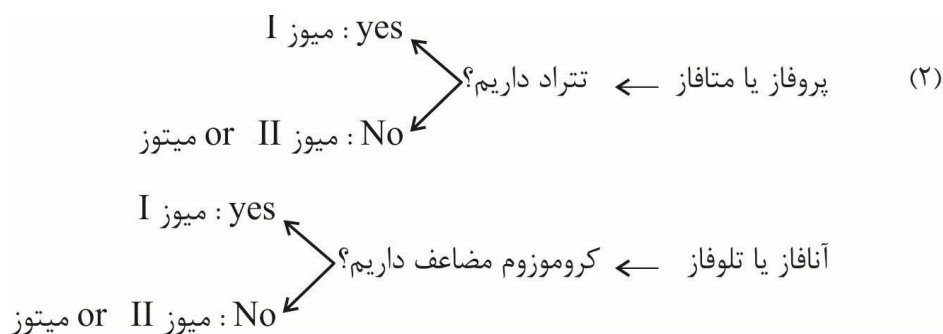 yes : میوز I
(۲) پروفاز یا متافاز ← تتراد داریم؟
No : میوز II or میتوز
yes : میوز I
آنافاز یا تلوفاز ← کروموزوم مضاعف داریم؟
No : میوز II or میتوز